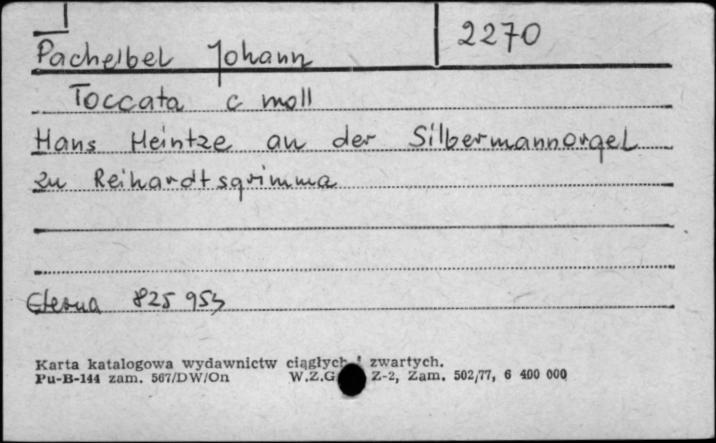 2270
Pachelbel Johann
Toccata c moll
Hans Heintze an der Silbermannorgel
zu Reihardtsgrimma
Eterna 825 953
Karta katalogowa wydawnictw ciągłych i zwartych.
Pu-B-144 zam. 567/DW/On W.Z.G Z-2, Zam. 502/77, 6 400 000